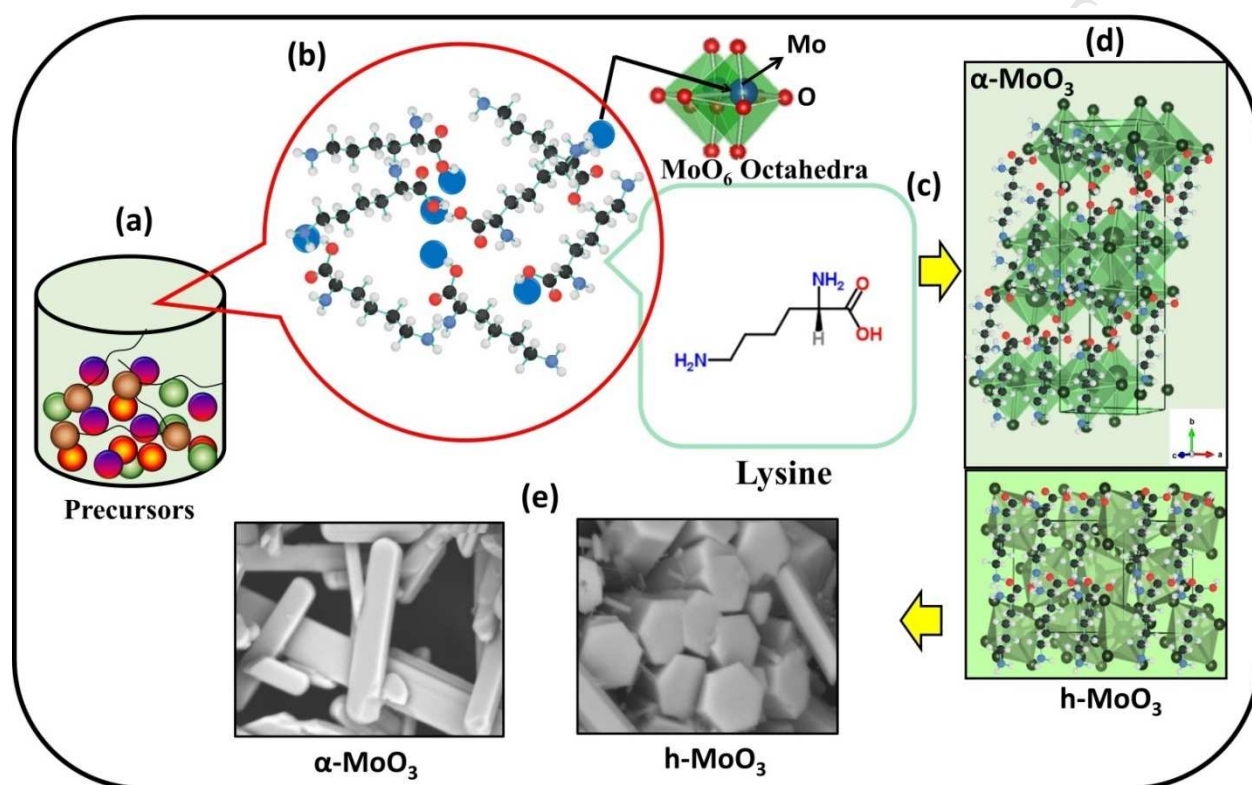 (a)
Precursors
(b)
Mo
O
MoO₆ Octahedra
(c)
NH₂
O
OH
H
H₂N
Lysine
(d)
α-MoO₃
b
c
a
h-MoO₃
(e)
α-MoO₃
h-MoO₃